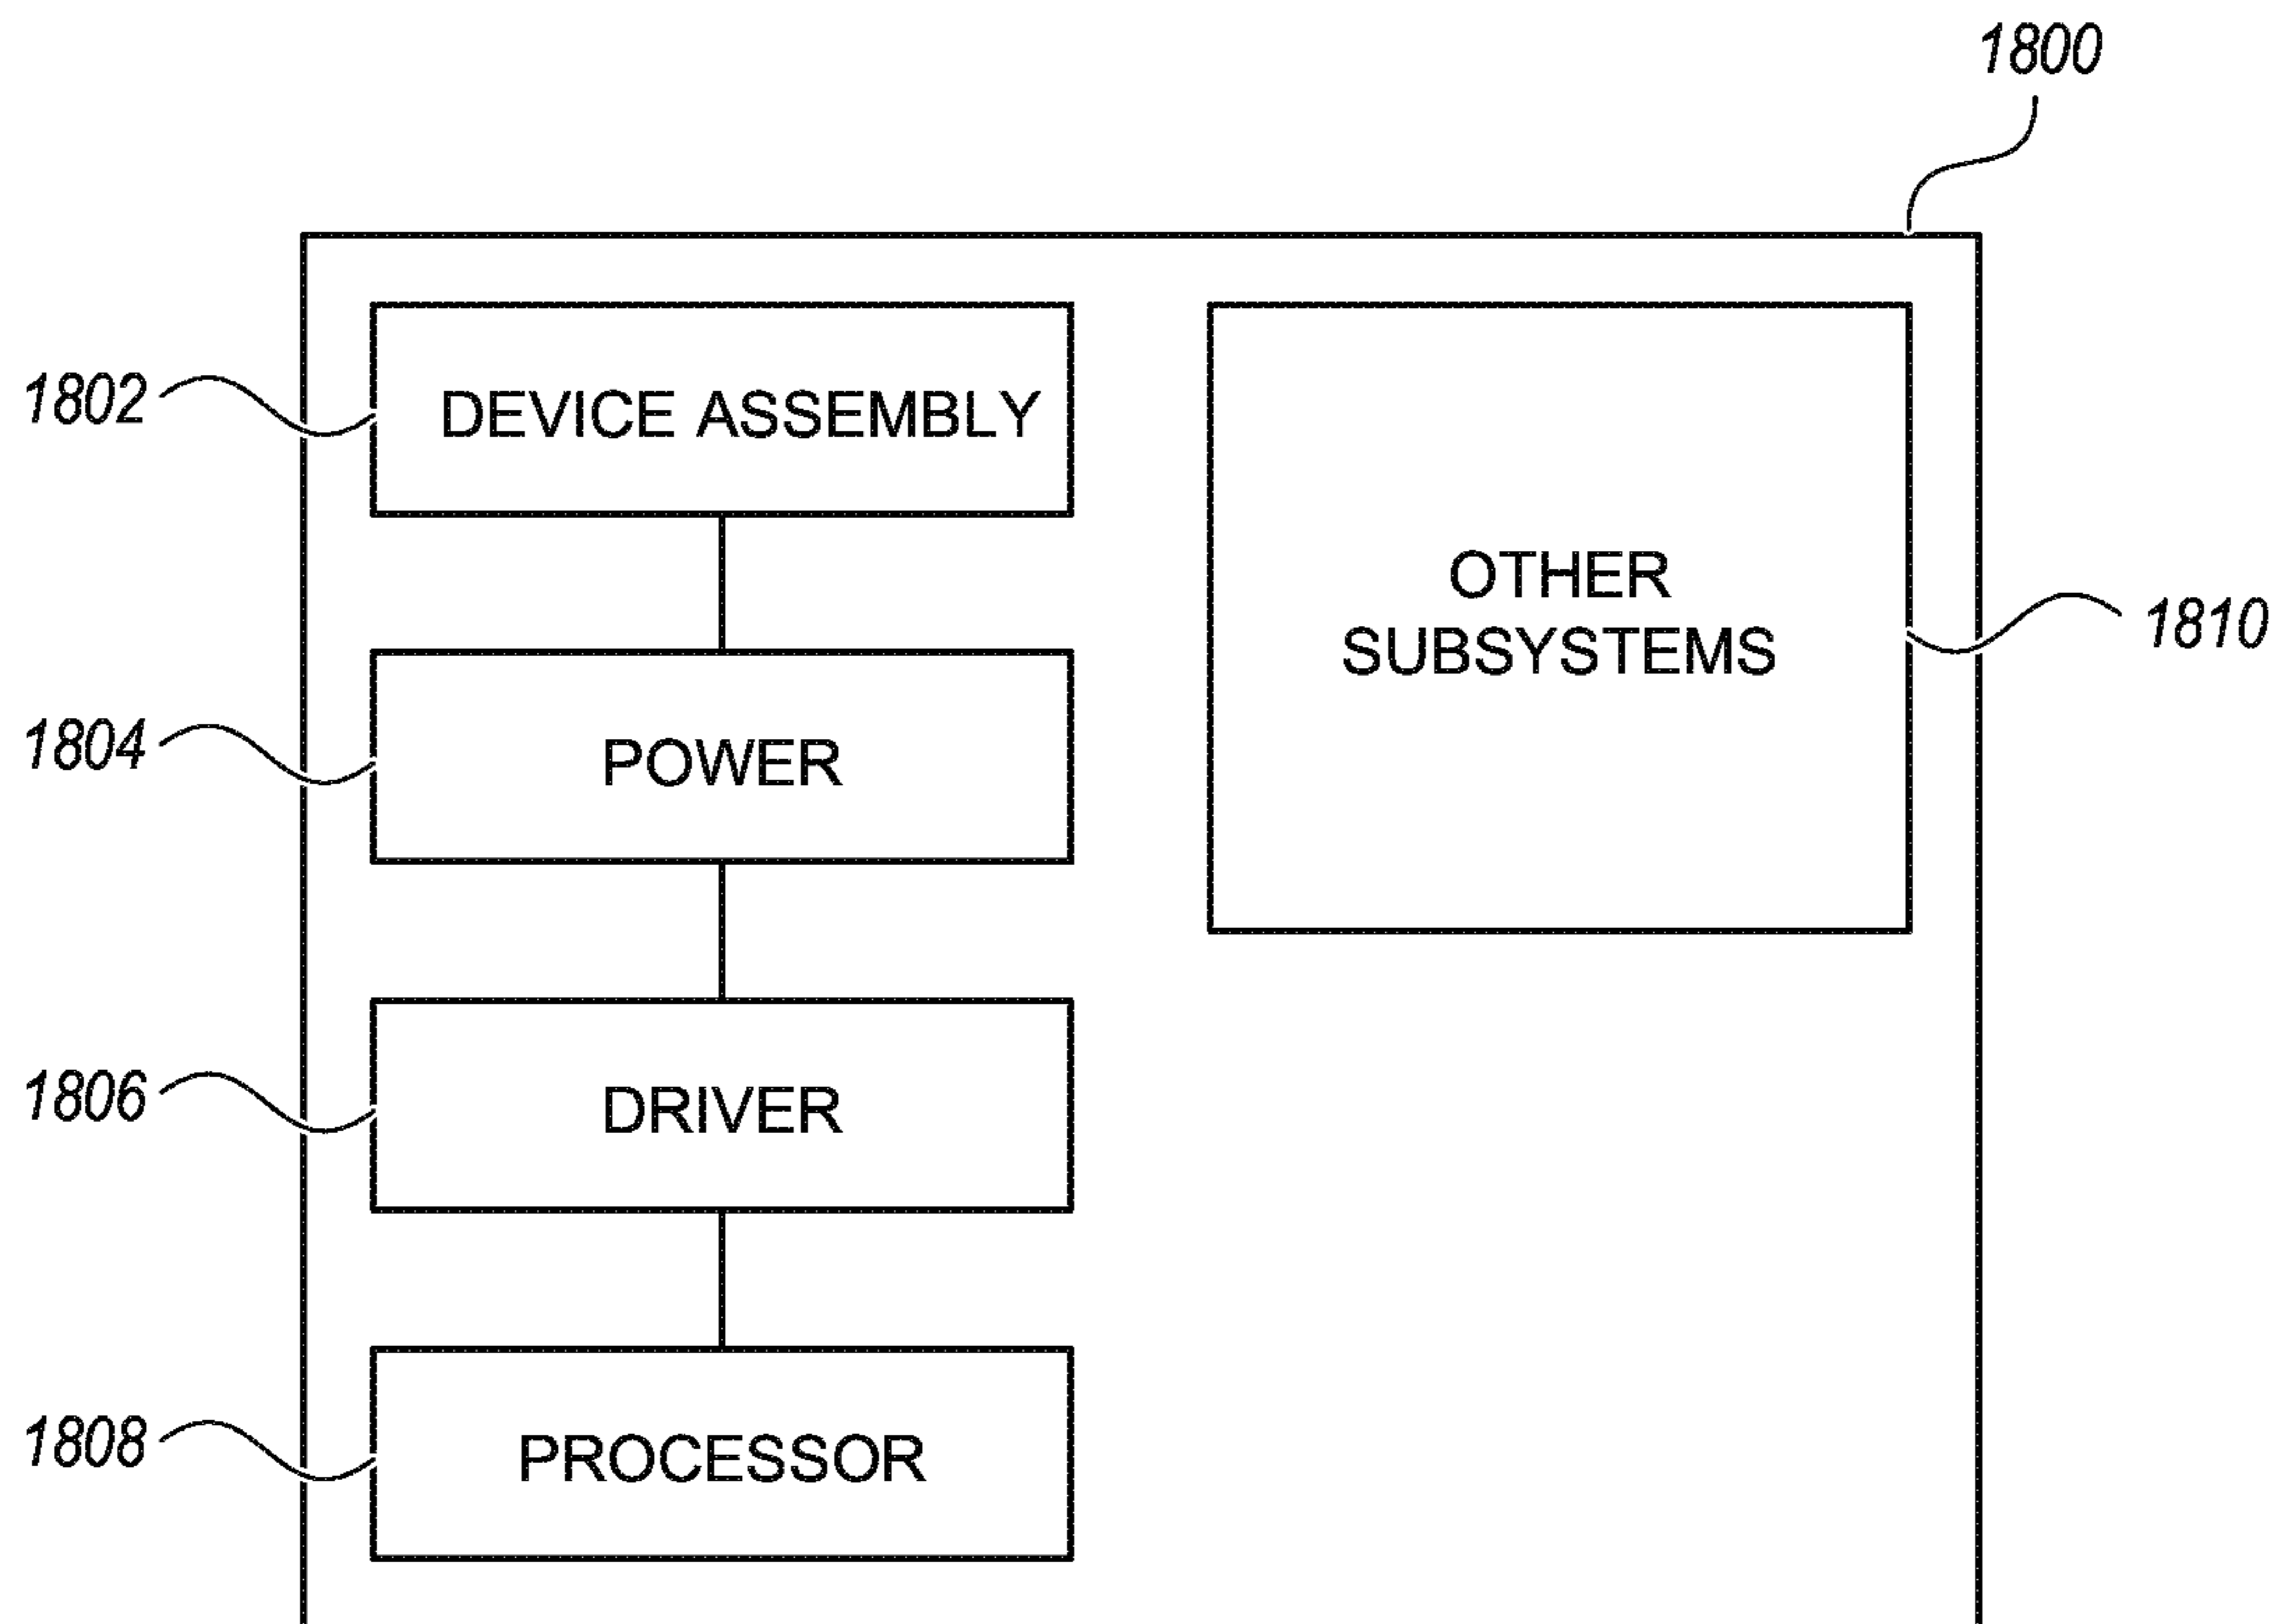 1800
1802
DEVICE ASSEMBLY
OTHER
SUBSYSTEMS
1810
1804
POWER
1806
DRIVER
1808
PROCESSOR